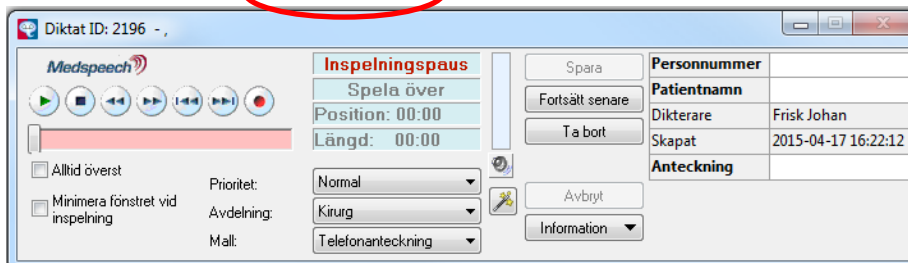 Diktat ID: 2196 - ,
Medspeech
Inspelningspaus
Spela över
Position: 00:00
Längd: 00:00
Alltid överst
Minimera fönstret vid
inspelning
Prioritet:
Normal
Avdelning:
Kirurg
Mall:
Telefonanteckning
Spara
Fortsätt senare
Ta bort
Avbryt
Information
Personnummer
Patientnamn
Dikterare Frisk Johan
Skapat 2015-04-17 16:22:12
Anteckning